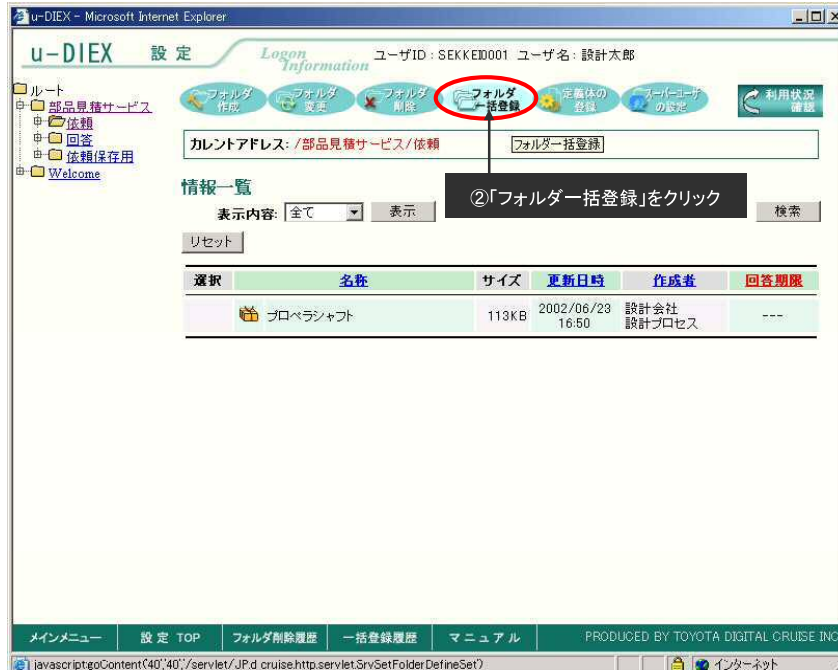 u-DIEX - Microsoft Internet Explorer
u-DIEX 設 定 Logon Information ユーザID : SEKKEI0001 ユーザ名 : 設計太郎
ルート
部品見積サービス
依頼
回答
依頼保存用
Welcome
フォルダ作成 フォルダ変更 フォルダ削除 フォルダ一括登録 定義体の登録 スーパーユーザの設定 利用状況確認
カレントアドレス: /部品見積サービス/依頼 フォルダー括登録
②「フォルダー括登録」をクリック
情報一覧
表示内容: 全て 表示 検索
リセット
選択 名称 サイズ 更新日時 作成者 回答期限
プロペラシャフト 113KB 2002/06/23 16:50 設計会社 設計プロセス ---
メインメニュー 設 定 TOP フォルダ削除履歴 一括登録履歴 マニュアル PRODUCED BY TOYOTA DIGITAL CRUISE INC
javascript:goContent('40','40','/servlet/JP.d cruise.http.servlet.SrvSetFolderDefineSet') インターネット